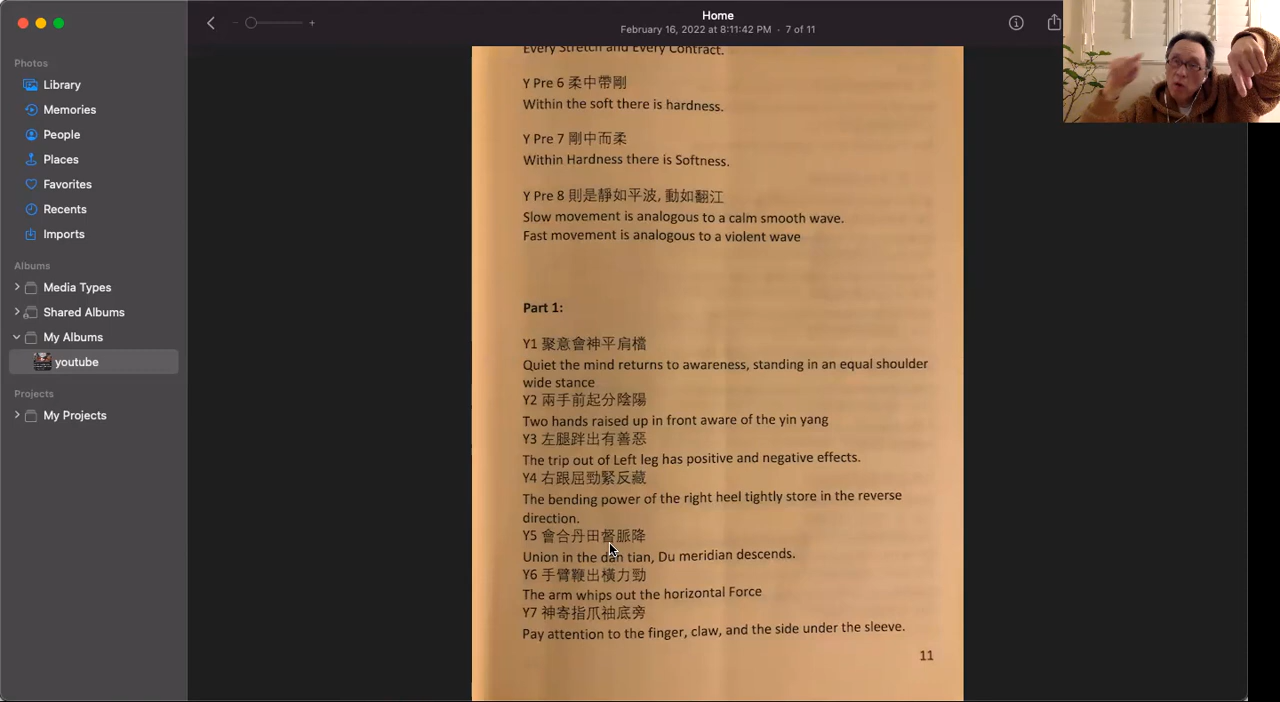 Home
February 16, 2022 at 8:11:42 PM - 7 of 11
Photos
Library
Memories
People
Places
Favorites
Recents
Imports
Albums
Media Types
Shared Albums
My Albums
youtube
Projects
My Projects
Every Stretch and Every Contract.
Y Pre 6 柔中帶剛
Within the soft there is hardness.
Y Pre 7 剛中而柔
Within Hardness there is Softness.
Y Pre 8 則是靜如平波, 動如翻江
Slow movement is analogous to a calm smooth wave.
Fast movement is analogous to a violent wave
Part 1:
Y1 聚意會神平肩檔
Quiet the mind returns to awareness, standing in an equal shoulder
wide stance
Y2 兩手前起分陰陽
Two hands raised up in front aware of the yin yang
Y3 左腿跘出有善惡
The trip out of Left leg has positive and negative effects.
Y4 右跟屈勁緊反藏
The bending power of the right heel tightly store in the reverse
direction.
Y5 會合丹田督脈降
Union in the dan tian, Du meridian descends.
Y6 手臂鞭出橫力勁
The arm whips out the horizontal Force
Y7 神寄指爪袖底旁
Pay attention to the finger, claw, and the side under the sleeve.
11